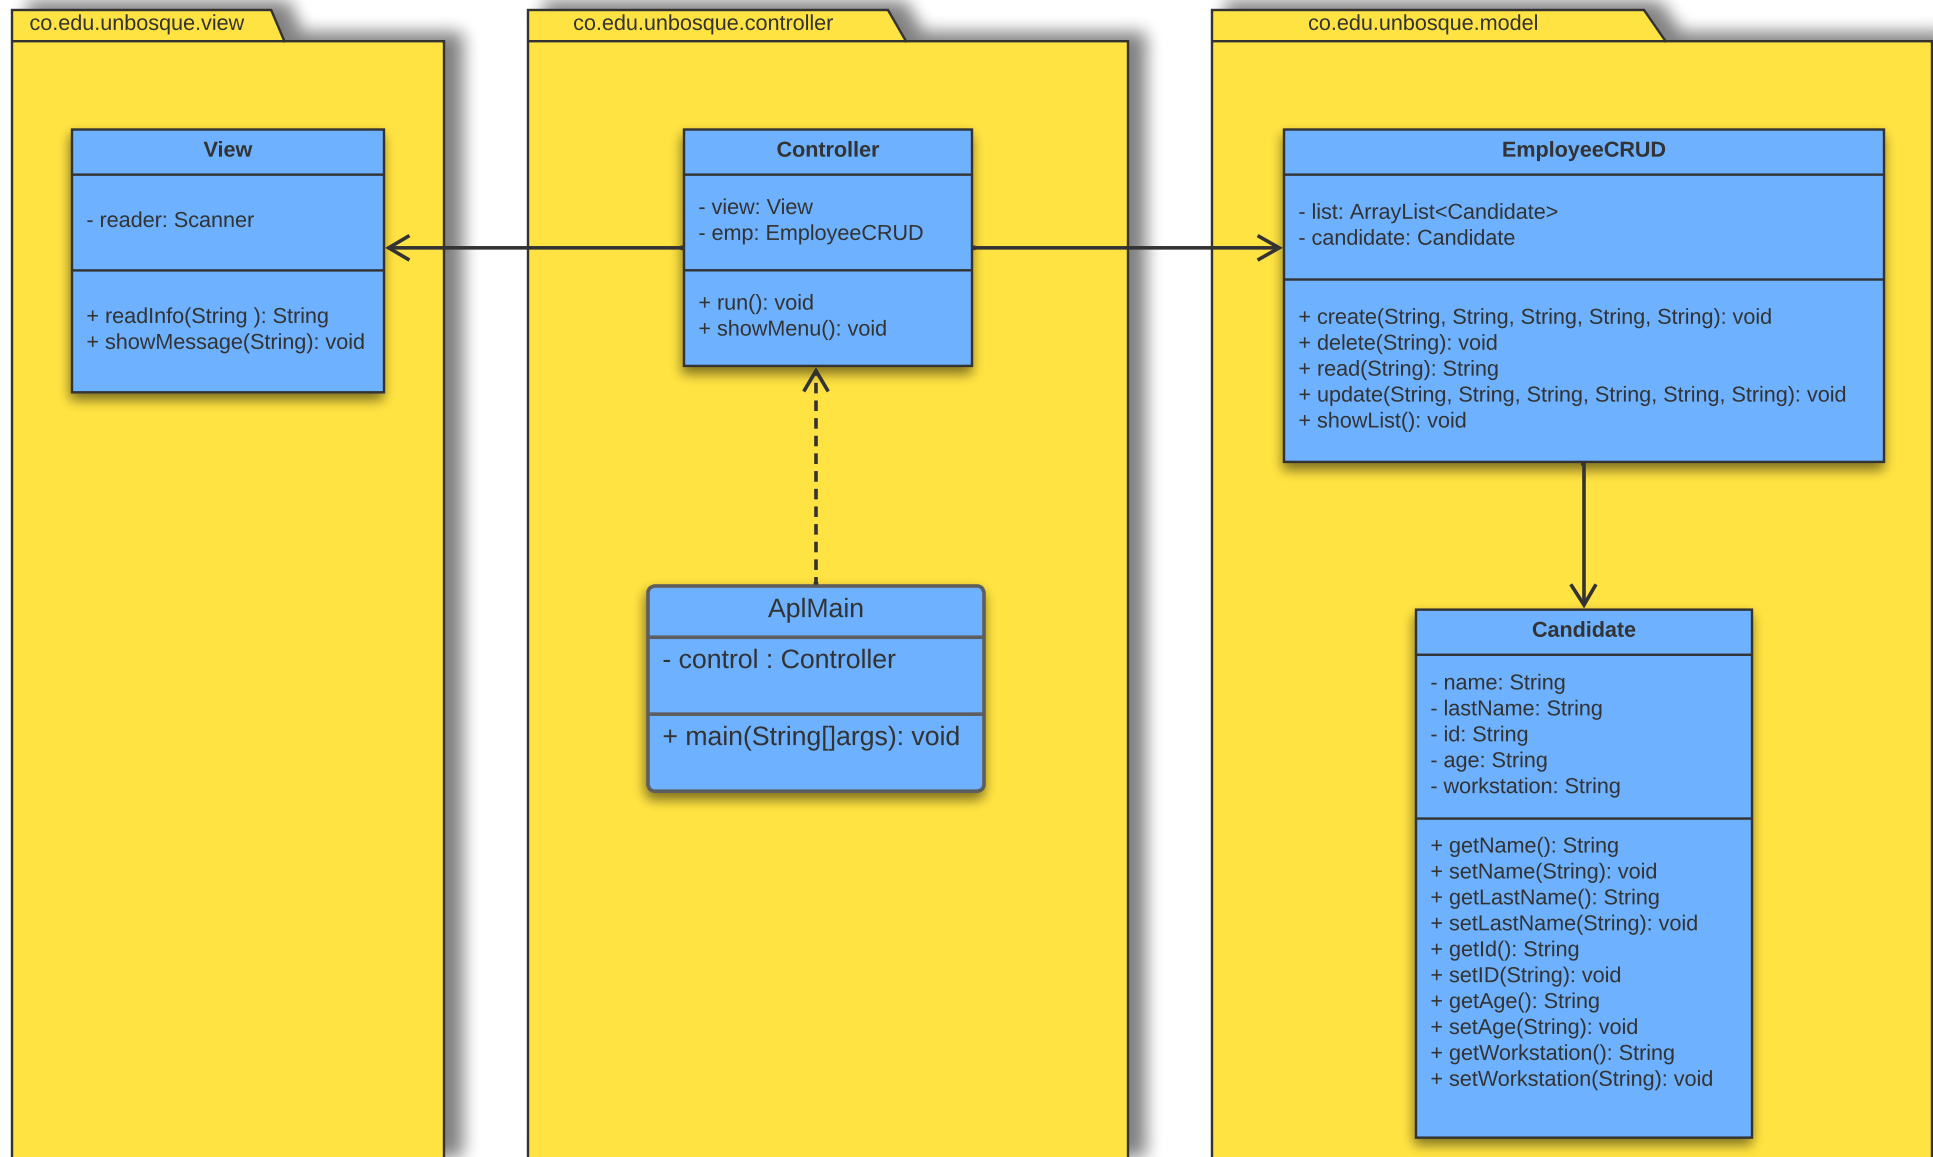 co.edu.unbosque.view
View
- reader: Scanner
+ readInfo(String ): String
+ showMessage(String): void
co.edu.unbosque.controller
Controller
- view: View
- emp: EmployeeCRUD
+ run(): void
+ showMenu(): void
AplMain
- control : Controller
+ main(String[]args): void
co.edu.unbosque.model
EmployeeCRUD
- list: ArrayList<Candidate>
- candidate: Candidate
+ create(String, String, String, String, String): void
+ delete(String): void
+ read(String): String
+ update(String, String, String, String, String, String): void
+ showList(): void
Candidate
- name: String
- lastName: String
- id: String
- age: String
- workstation: String
+ getName(): String
+ setName(String): void
+ getLastName(): String
+ setLastName(String): void
+ getId(): String
+ setID(String): void
+ getAge(): String
+ setAge(String): void
+ getWorkstation(): String
+ setWorkstation(String): void